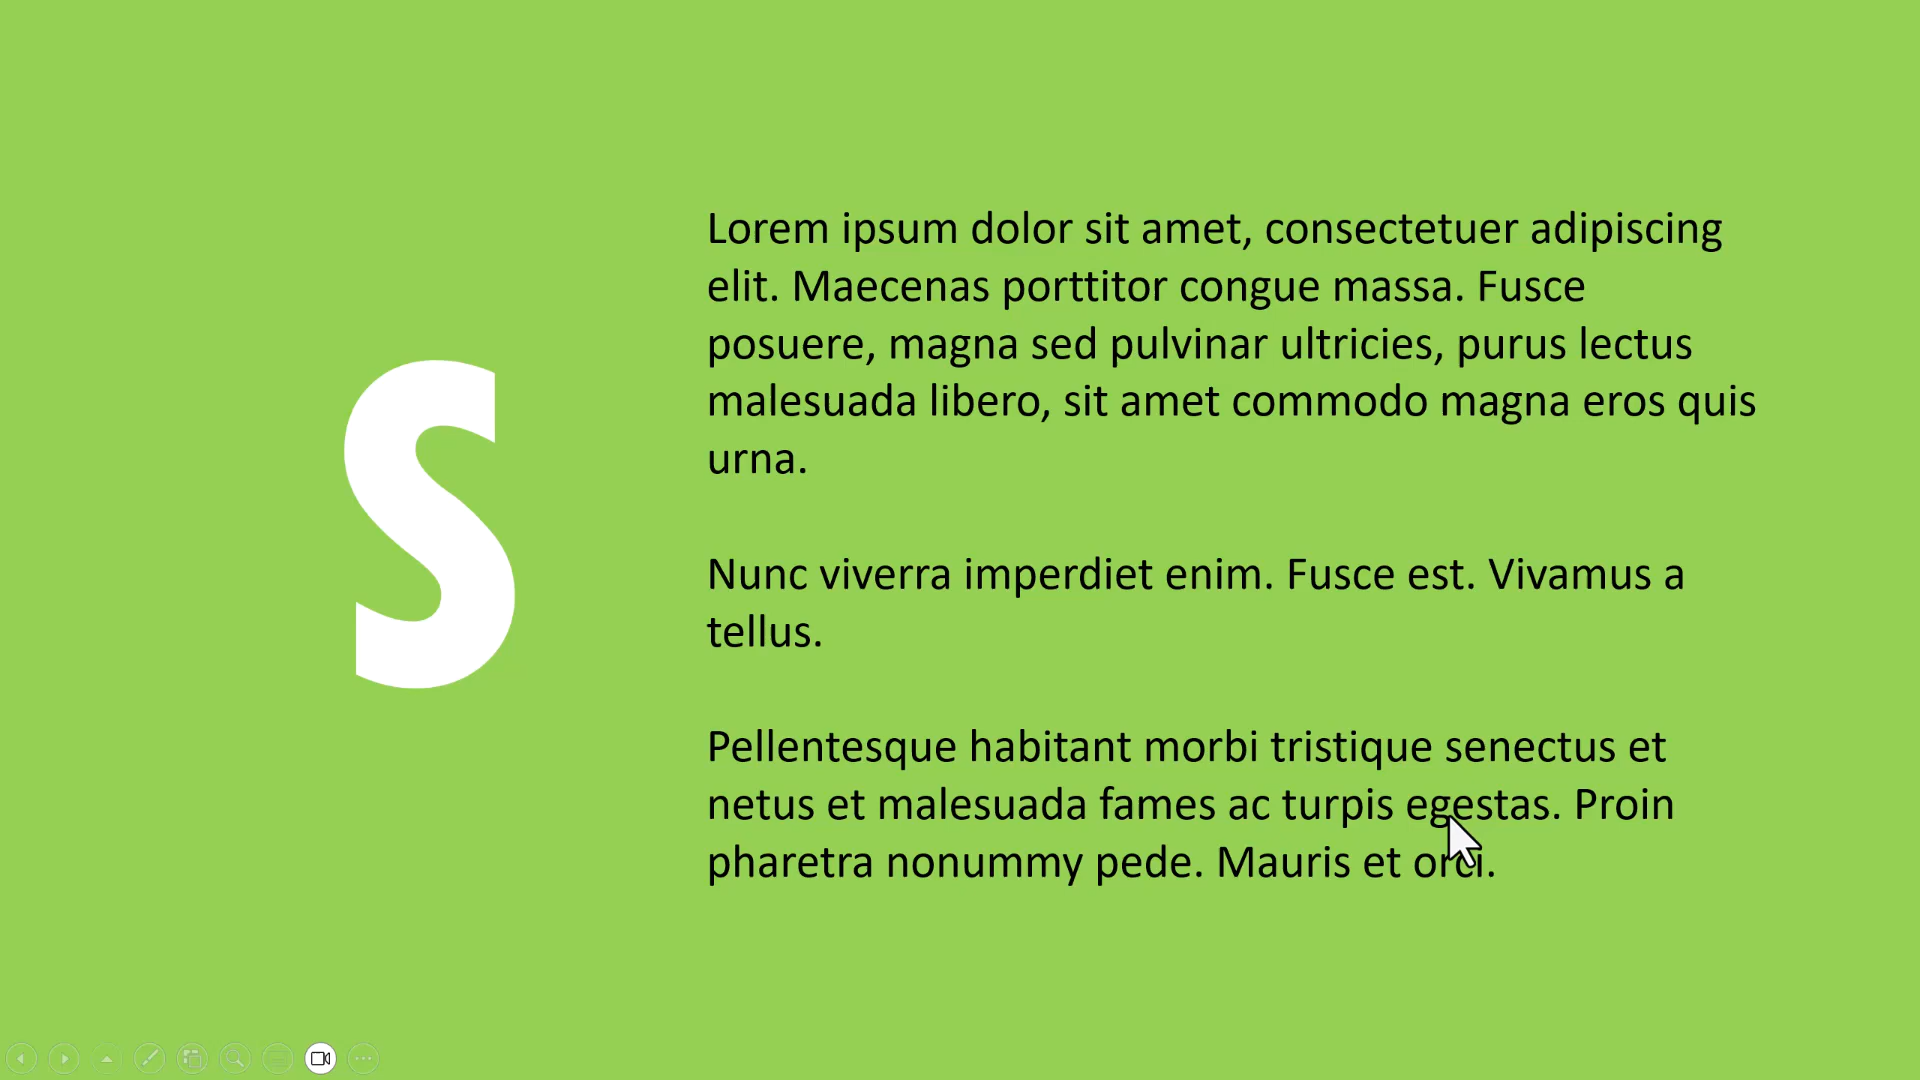 S
Lorem ipsum dolor sit amet, consectetuer adipiscing
elit. Maecenas porttitor congue massa. Fusce
posuere, magna sed pulvinar ultricies, purus lectus
malesuada libero, sit amet commodo magna eros quis
urna.
Nunc viverra imperdiet enim. Fusce est. Vivamus a
tellus.
Pellentesque habitant morbi tristique senectus et
netus et malesuada fames ac turpis egestas. Proin
pharetra nonummy pede. Mauris et orci.